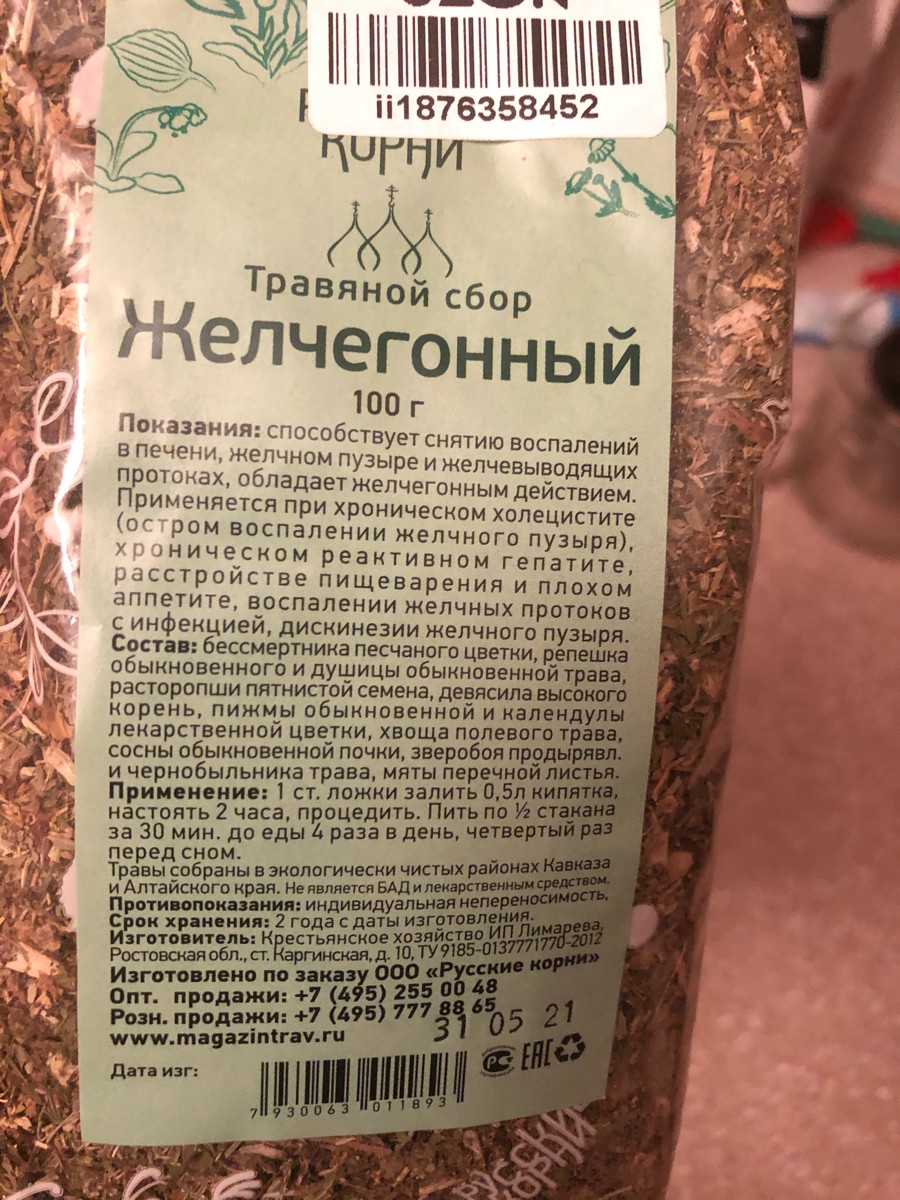 ii1876358452
КОРНИ
Травяной сбор
Желчегонный
100 г
Показания: способствует снятию воспалений
в печени, желчном пузыре и желчевыводящих
протоках, обладает желчегонным действием.
Применяется при хроническом холецистите
(остром воспалении желчного пузыря),
хроническом реактивном гепатите,
расстройстве пищеварения и плохом
аппетите, воспалении желчных протоков
с инфекцией, дискинезии желчного пузыря.
Состав: бессмертника песчаного цветки, репешка
обыкновенного и душицы обыкновенной трава,
расторопши пятнистой семена, девясила высокого
корень, пижмы обыкновенной и календулы
лекарственной цветки, хвоща полевого трава,
сосны обыкновенной почки, зверобоя продырявл.
и чернобыльника трава, мяты перечной листья.
Применение: 1 ст. ложки залить 0,5л кипятка,
настоять 2 часа, процедить. Пить по ½ стакана
за 30 мин. до еды 4 раза в день, четвертый раз
перед сном.
Травы собраны в экологически чистых районах Кавказа
и Алтайского края. Не является БАД и лекарственным средством.
Противопоказания: индивидуальная непереносимость,
Срок хранения: 2 года с даты изготовления.
Изготовитель: Крестьянское хозяйство ИП Лимарева,
Ростовская обл., ст. Каргинская, д. 10, ТУ 9185-0137771770-2012
Изготовлено по заказу ООО «Русские корни»
Опт. продажи: +7 (495) 255 00 48
Розн. продажи: +7 (495) 777 88 65
31 05 21
www.magazintrav.ru
Дата изг:
РС ЕАС
7 930063 011893
РУССКИЕ
КОРНИ